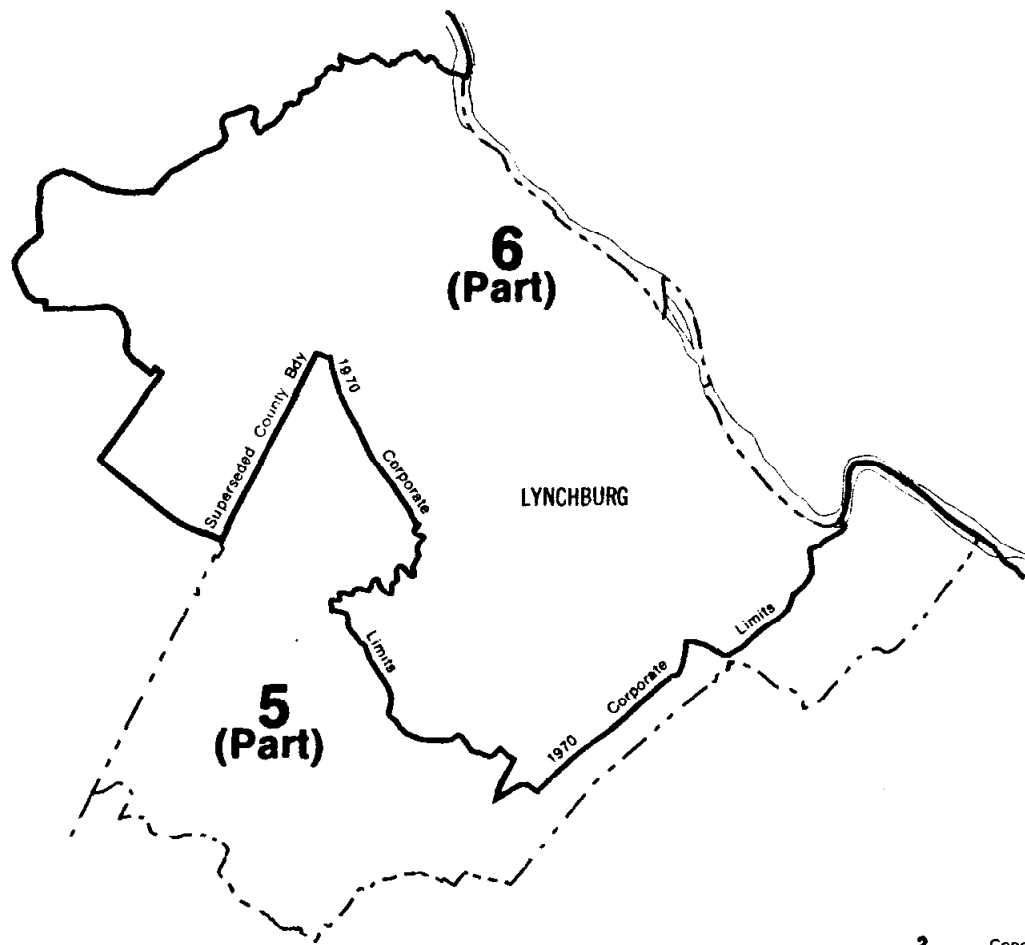 6
(Part)
Superseded County Bdy
1970
Corporate
LYNCHBURG
Limits
Limits
Corporate
1970
5
(Part)